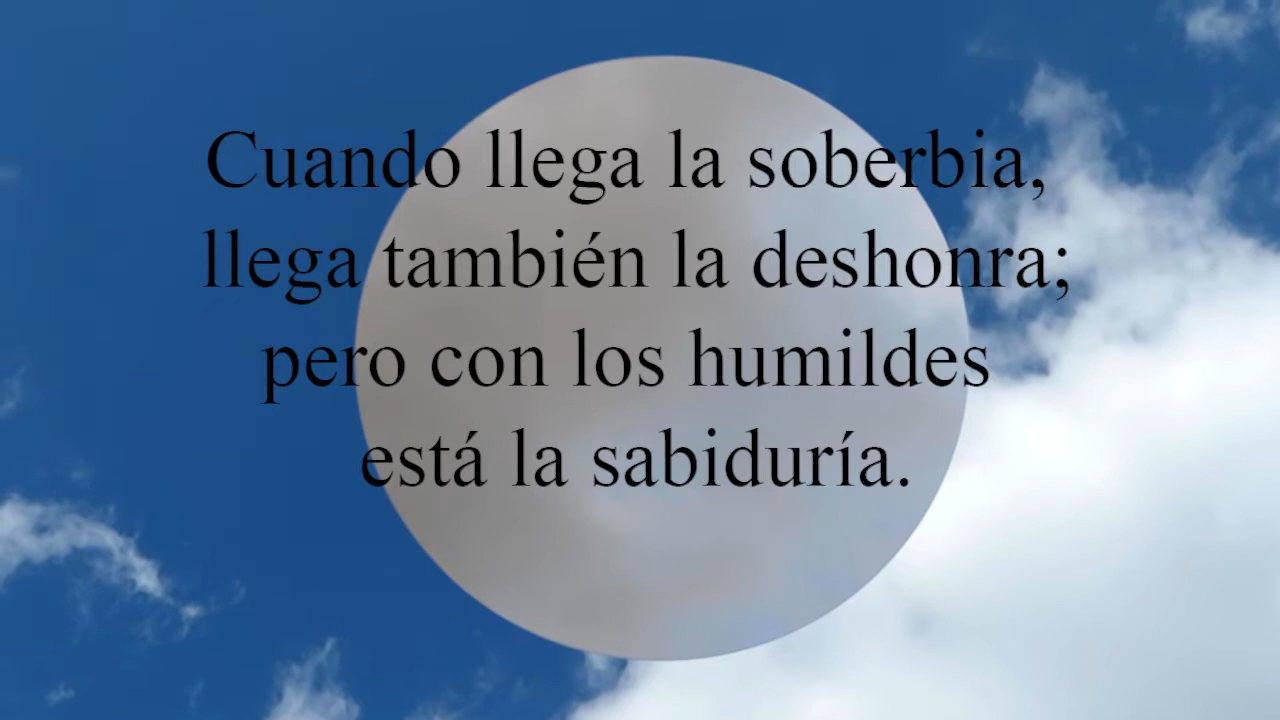 Cuando llega la soberbia,
llega también la deshonra;
pero con los humildes
está la sabiduría.